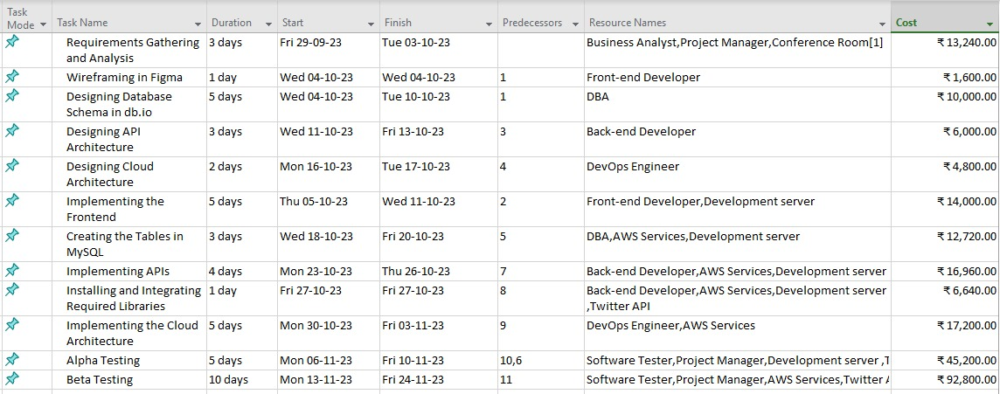 Task Mode Task Name Duration Start Finish Predecessors Resource Names Cost
Requirements Gathering and Analysis 3 days Fri 29-09-23 Tue 03-10-23 Business Analyst,Project Manager,Conference Room[1] ₹ 13,240.00
Wireframing in Figma 1 day Wed 04-10-23 Wed 04-10-23 1 Front-end Developer ₹ 1,600.00
Designing Database Schema in db.io 5 days Wed 04-10-23 Tue 10-10-23 1 DBA ₹ 10,000.00
Designing API Architecture 3 days Wed 11-10-23 Fri 13-10-23 3 Back-end Developer ₹ 6,000.00
Designing Cloud Architecture 2 days Mon 16-10-23 Tue 17-10-23 4 DevOps Engineer ₹ 4,800.00
Implementing the Frontend 5 days Thu 05-10-23 Wed 11-10-23 2 Front-end Developer,Development server ₹ 14,000.00
Creating the Tables in MySQL 3 days Wed 18-10-23 Fri 20-10-23 5 DBA,AWS Services,Development server ₹ 12,720.00
Implementing APIs 4 days Mon 23-10-23 Thu 26-10-23 7 Back-end Developer,AWS Services,Development server ₹ 16,960.00
Installing and Integrating Required Libraries 1 day Fri 27-10-23 Fri 27-10-23 8 Back-end Developer,AWS Services,Development server ,Twitter API ₹ 6,640.00
Implementing the Cloud Architecture 5 days Mon 30-10-23 Fri 03-11-23 9 DevOps Engineer,AWS Services ₹ 17,200.00
Alpha Testing 5 days Mon 06-11-23 Fri 10-11-23 10,6 Software Tester,Project Manager,Development server ₹ 45,200.00
Beta Testing 10 days Mon 13-11-23 Fri 24-11-23 11 Software Tester,Project Manager,AWS Services,Twitter ₹ 92,800.00